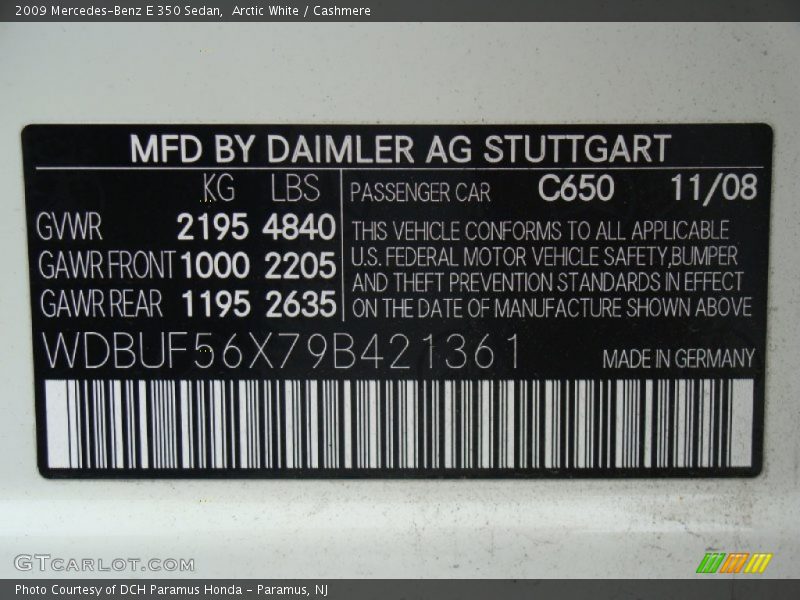 2009 Mercedes-Benz E 350 Sedan,  Arctic White / Cashmere
MFD BY DAIMLER AG STUTTGART
KG LBS
GVWR 2195 4840
GAWR FRONT 1000 2205
GAWR REAR 1195 2635
PASSENGER CAR C650 11/08
THIS VEHICLE CONFORMS TO ALL APPLICABLE
U.S. FEDERAL MOTOR VEHICLE SAFETY,BUMPER
AND THEFT PREVENTION STANDARDS IN EFFECT
ON THE DATE OF MANUFACTURE SHOWN ABOVE
WDBUF56X79B421361
MADE IN GERMANY
GTCARLOT.COM
Photo Courtesy of DCH Paramus Honda - Paramus, NJ